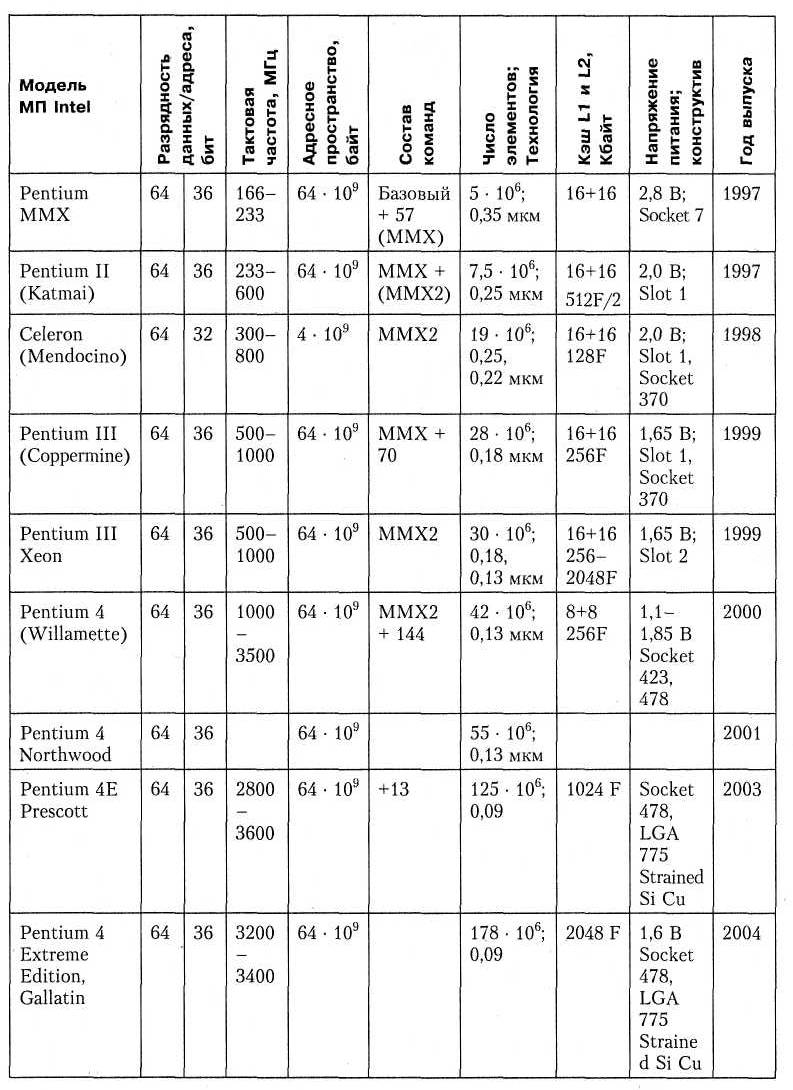 Модель
МП Intel
Разрядность
данных/адреса,
бит
Тактовая
частота, МГц
Адресное
пространство,
байт
Состав
команд
Число
элементов;
Технология
Кэш L1 и L2,
Кбайт
Напряжение
питания;
конструктив
Год выпуска
Pentium
MMX
64
36
166–
233
64 · 10⁹
Базовый
+ 57
(MMX)
5 · 10⁶;
0,35 мкм
16+16
2,8 В;
Socket 7
1997
Pentium II
(Katmai)
64
36
233–
600
64 · 10⁹
MMX +
(MMX2)
7,5 · 10⁶;
0,25 мкм
16+16
512F/2
2,0 В;
Slot 1
1997
Celeron
(Mendocino)
64
32
300–
800
4 · 10⁹
MMX2
19 · 10⁶;
0,25,
0,22 мкм
16+16
128F
2,0 В;
Slot 1,
Socket
370
1998
Pentium III
(Coppermine)
64
36
500–
1000
64 · 10⁹
MMX +
70
28 · 10⁶;
0,18 мкм
16+16
256F
1,65 В;
Slot 1,
Socket
370
1999
Pentium III
Xeon
64
36
500–
1000
64 · 10⁹
MMX2
30 · 10⁶;
0,18,
0,13 мкм
16+16
256–
2048F
1,65 В;
Slot 2
1999
Pentium 4
(Willamette)
64
36
1000
–
3500
64 · 10⁹
MMX2
+ 144
42 · 10⁶;
0,13 мкм
8+8
256F
1,1–
1,85 В
Socket
423,
478
2000
Pentium 4
Northwood
64
36
64 · 10⁹
55 · 10⁶;
0,13 мкм
2001
Pentium 4E
Prescott
64
36
2800
–
3600
64 · 10⁹
+13
125 · 10⁶;
0,09
1024 F
Socket
478,
LGA
775
Strained
Si Cu
2003
Pentium 4
Extreme
Edition,
Gallatin
64
36
3200
–
3400
64 · 10⁹
178 · 10⁶;
0,09
2048 F
1,6 В
Socket
478,
LGA
775
Straine
d Si Cu
2004